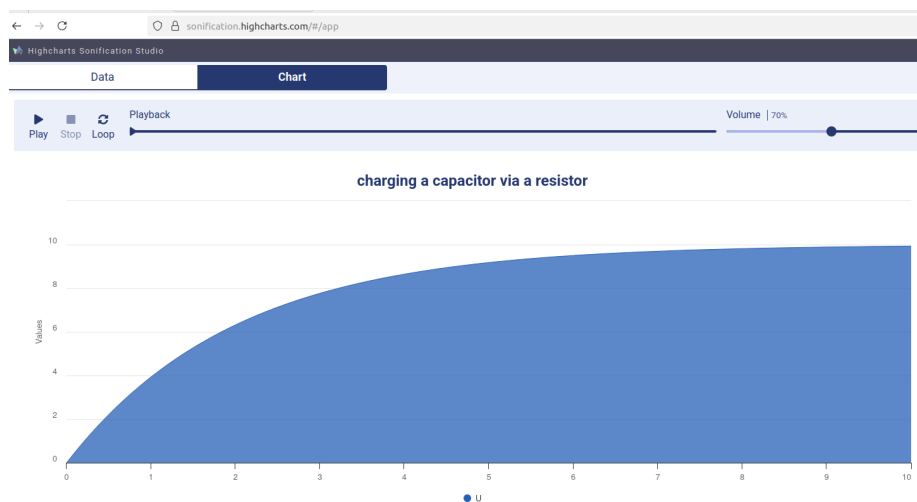 sonification.highcharts.com/#/app
Highcharts Sonification Studio
Data Chart
Play Stop Loop Playback Volume | 70%
charging a capacitor via a resistor
10
8
6
4
2
0
Values
0 1 2 3 4 5 6 7 8 9 10
U